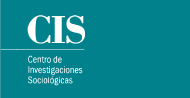 CIS
Centro de
Investigaciones
Sociológicas